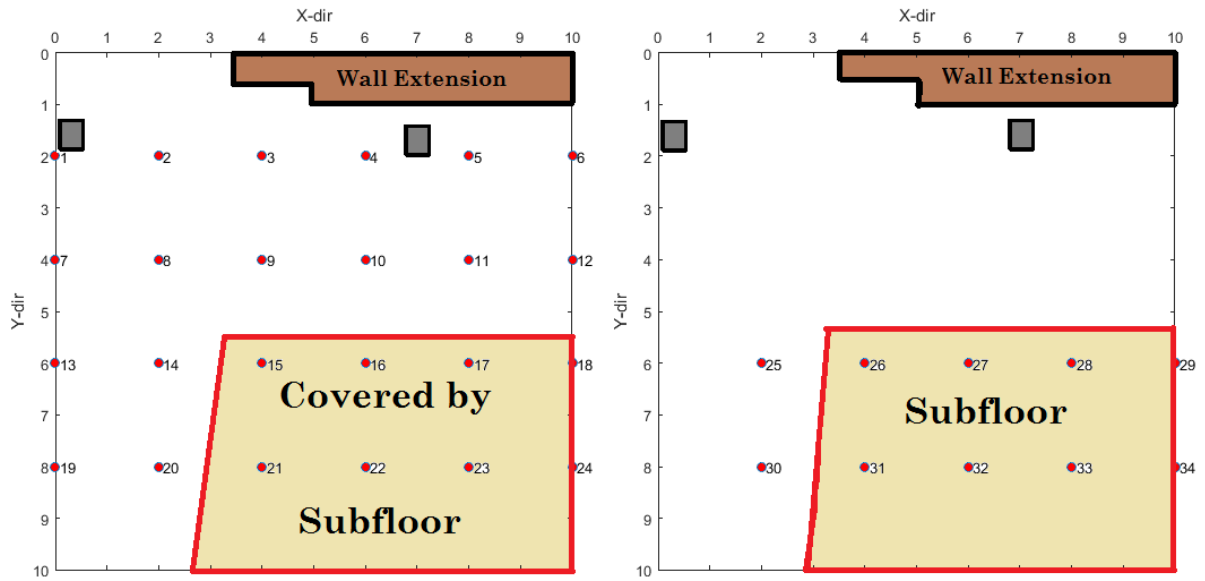 X-dir
0 1 2 3 4 5 6 7 8 9 10
0
Wall Extension
1
2 1 2 3 4 5 6
3
4 7 8 9 10 11 12
5
Y-dir
6 13 14 15 16 17 18
Covered by
7
8 19 20 21 22 23 24
9
Subfloor
10
X-dir
0 1 2 3 4 5 6 7 8 9 10
0
Wall Extension
1
2
3
4
5
Y-dir
6 25 26 27 28 29
7
Subfloor
8 30 31 32 33 34
9
10